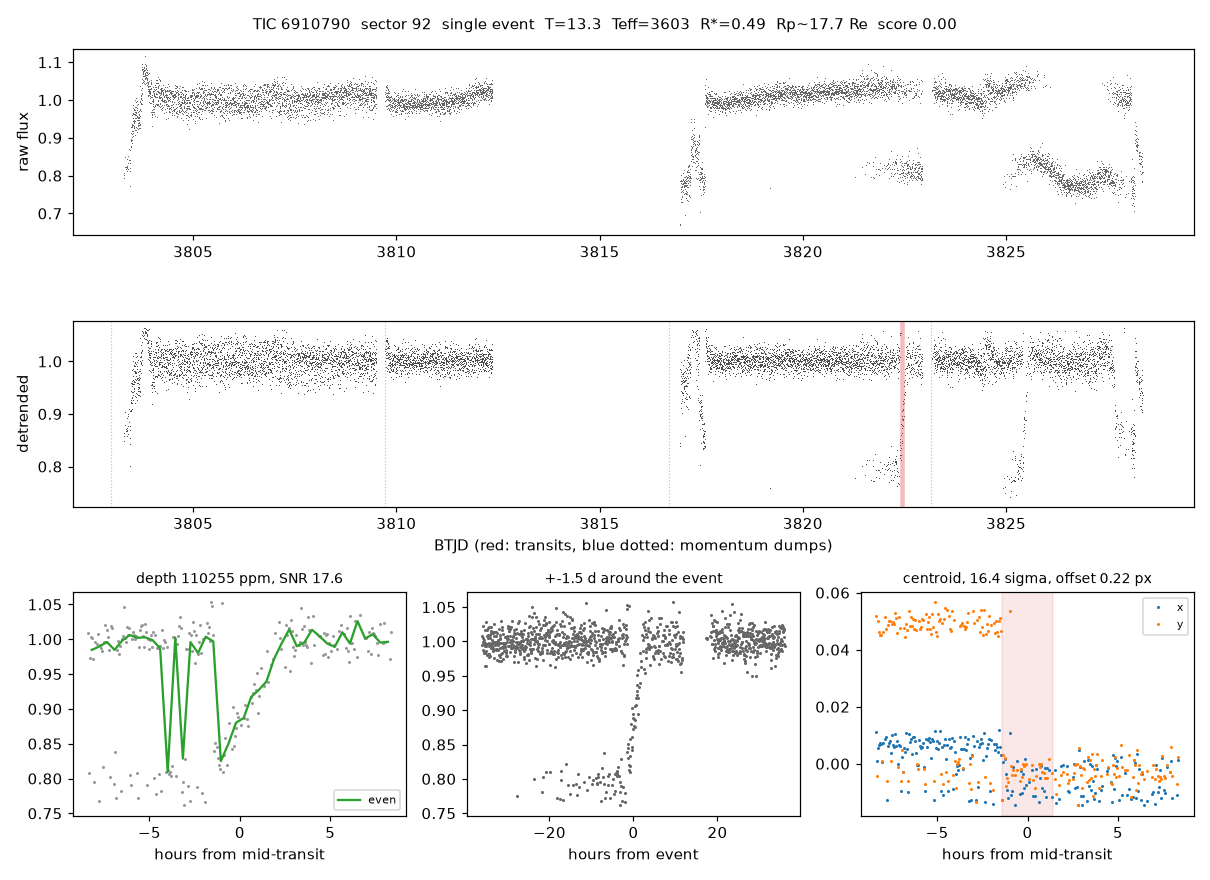 TIC 6910790  sector 92  single event  T=13.3  Teff=3603  R*=0.49  Rp~17.7 Re  score 0.00
1.1
1.0
0.9
0.8
0.7
raw flux
3805 3810 3815 3820 3825
1.0
0.9
0.8
detrended
3805 3810 3815 3820 3825
BTJD (red: transits, blue dotted: momentum dumps)
depth 110255 ppm, SNR 17.6
1.05
1.00
0.95
0.90
0.85
0.80
0.75
even
−5 0 5
hours from mid-transit
+-1.5 d around the event
1.05
1.00
0.95
0.90
0.85
0.80
0.75
−20 0 20
hours from event
centroid, 16.4 sigma, offset 0.22 px
0.06
0.04
0.02
0.00
x
y
−5 0 5
hours from mid-transit